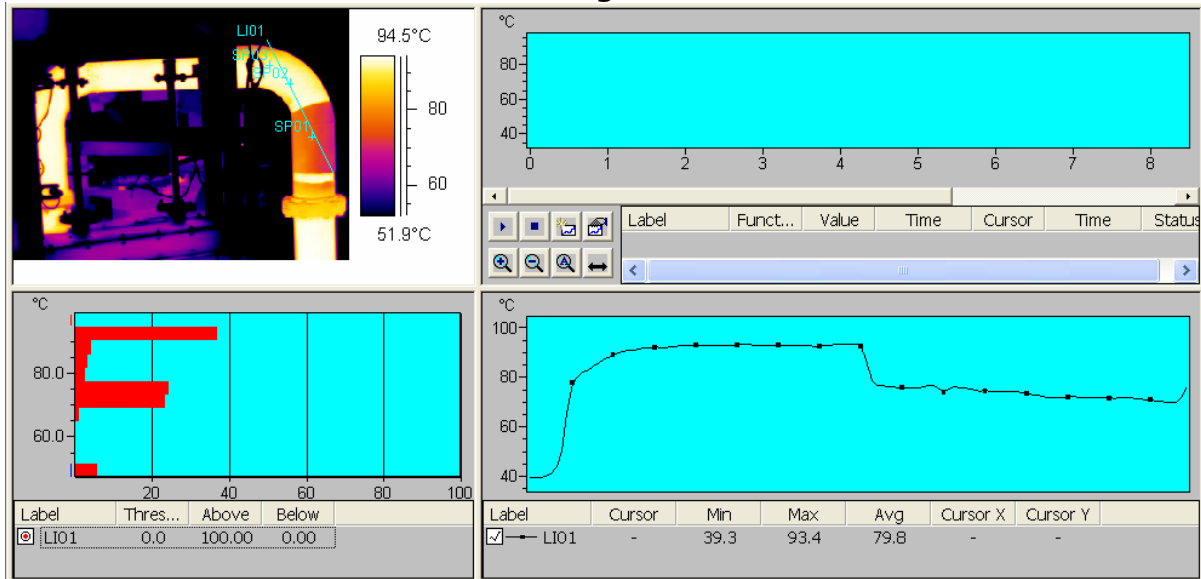 LI01
SP03
SP02
SP01
94.5°C
80
60
51.9°C
°C
80
60
40
0 1 2 3 4 5 6 7 8
Label Funct... Value Time Cursor Time Status
°C
80.0
60.0
20 40 60 80 100
Label Thres... Above Below
LI01 0.0 100.00 0.00
°C
100
80
60
40
Label Cursor Min Max Avg Cursor X Cursor Y
LI01 - 39.3 93.4 79.8 - -